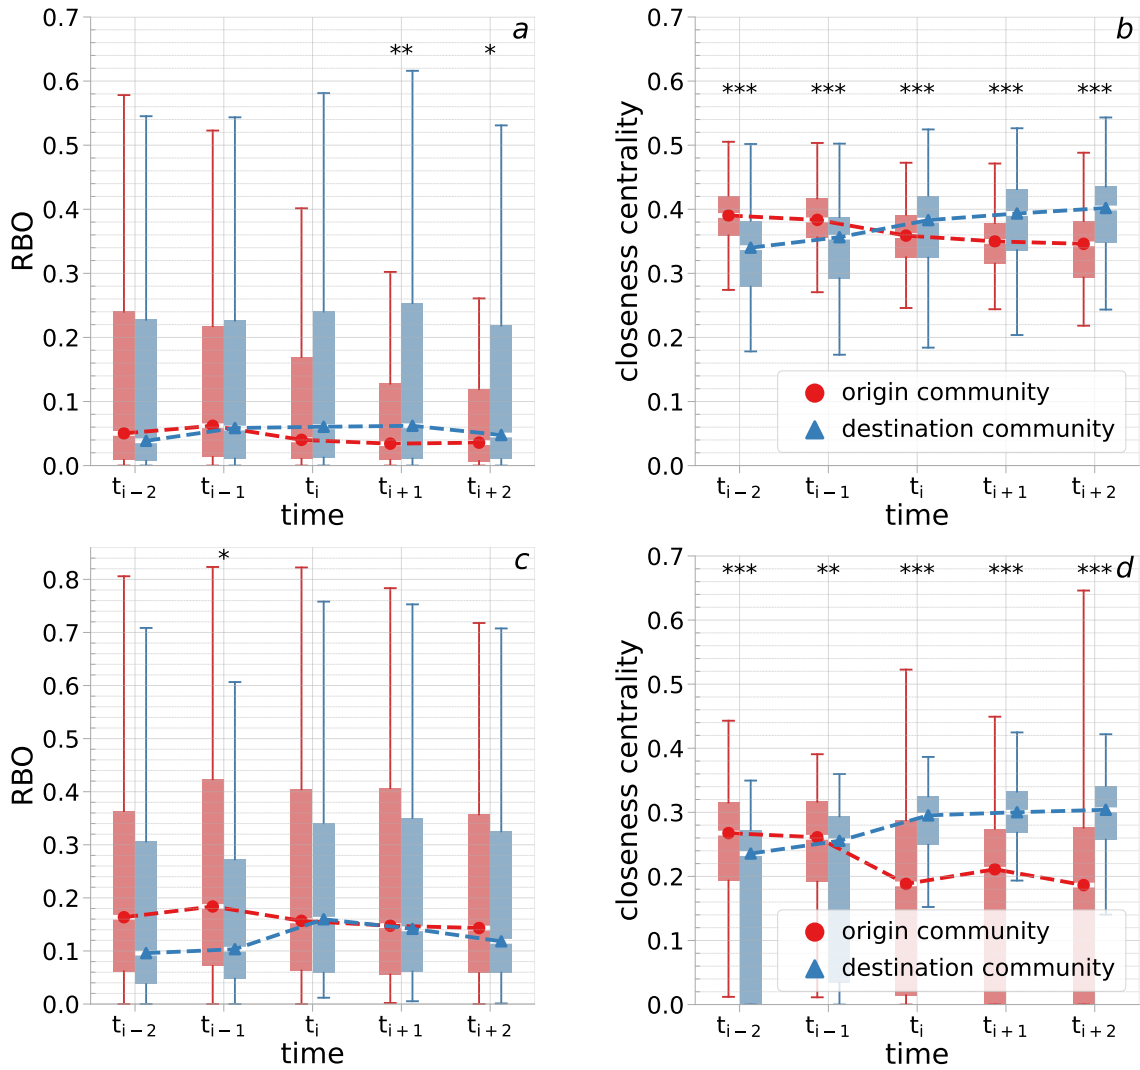 a
** *
0.7
0.6
0.5
0.4
0.3
0.2
0.1
0.0
RBO
t_{i−2} t_{i−1} t_i t_{i+1} t_{i+2}
time
b
*** *** *** *** ***
0.7
0.6
0.5
0.4
0.3
0.2
0.1
0.0
closeness centrality
origin community
destination community
t_{i−2} t_{i−1} t_i t_{i+1} t_{i+2}
time
c
*
0.8
0.7
0.6
0.5
0.4
0.3
0.2
0.1
0.0
RBO
t_{i−2} t_{i−1} t_i t_{i+1} t_{i+2}
time
*** ** *** *** *** d
0.7
0.6
0.5
0.4
0.3
0.2
0.1
0.0
closeness centrality
origin community
destination community
t_{i−2} t_{i−1} t_i t_{i+1} t_{i+2}
time